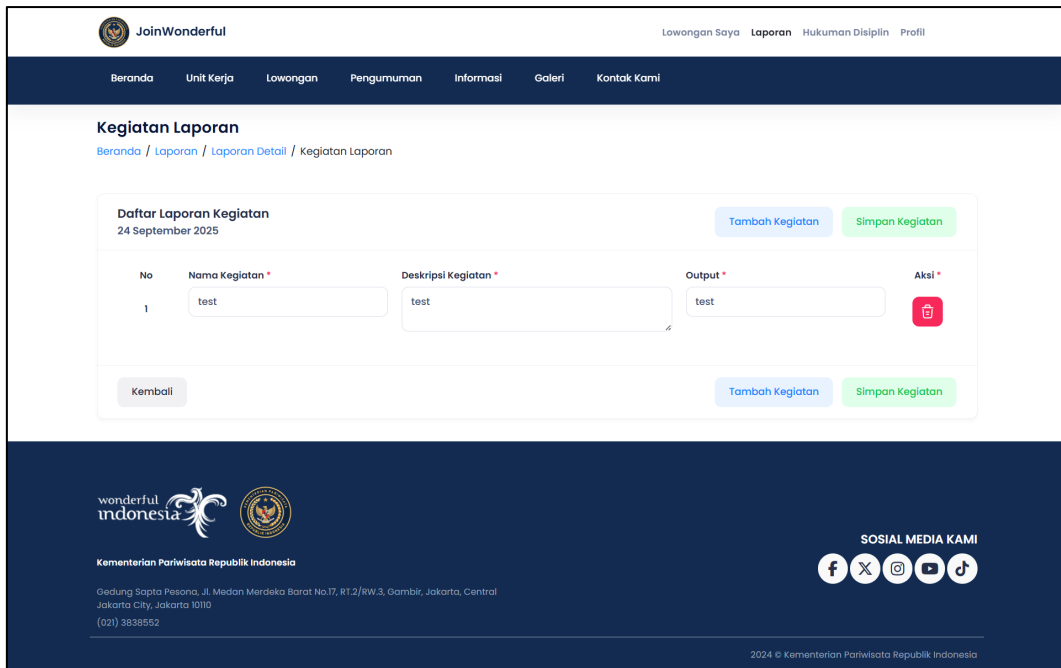 JoinWonderful
Lowongan Saya Laporan Hukuman Disiplin Profil
Beranda Unit Kerja Lowongan Pengumuman Informasi Galeri Kontak Kami
Kegiatan Laporan
Beranda / Laporan / Laporan Detail / Kegiatan Laporan
Daftar Laporan Kegiatan
24 September 2025
Tambah Kegiatan Simpan Kegiatan
No Nama Kegiatan * Deskripsi Kegiatan * Output * Aksi *
1 test test test
Kembali Tambah Kegiatan Simpan Kegiatan
wonderful
indonesia
SOSIAL MEDIA KAMI
Kementerian Pariwisata Republik Indonesia
Gedung Sapta Pesona, Jl. Medan Merdeka Barat No.17, RT.2/RW.3, Gambir, Jakarta, Central
Jakarta City, Jakarta 10110
(021) 3838552
2024 © Kementerian Pariwisata Republik Indonesia